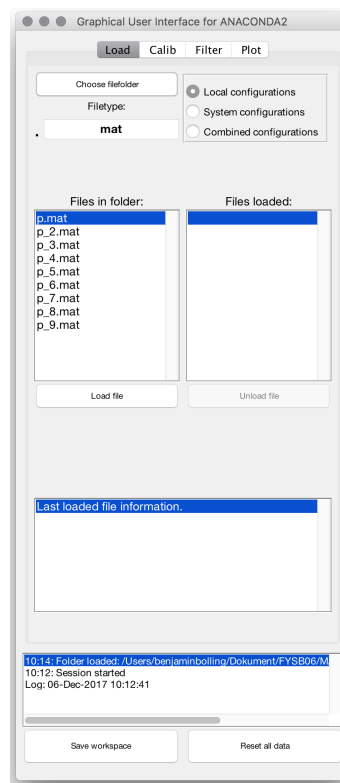 Graphical User Interface for ANACONDA2
Load Calib Filter Plot
Choose filefolder
Filetype:
. mat
Local configurations
System configurations
Combined configurations
Files in folder:
p.mat
p_2.mat
p_3.mat
p_4.mat
p_5.mat
p_6.mat
p_7.mat
p_8.mat
p_9.mat
Load file
Files loaded:
Unload file
Last loaded file information.
10:14: Folder loaded: /Users/benjaminbolling/Dokument/FYSB06/M
10:12: Session started
Log: 06-Dec-2017 10:12:41
Save workspace
Reset all data